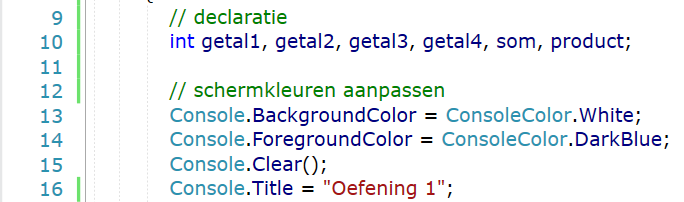 9 // declaratie
10 int getal1, getal2, getal3, getal4, som, product;
11
12 // schermkleuren aanpassen
13 Console.BackgroundColor = ConsoleColor.White;
14 Console.ForegroundColor = ConsoleColor.DarkBlue;
15 Console.Clear();
16 Console.Title = "Oefening 1";